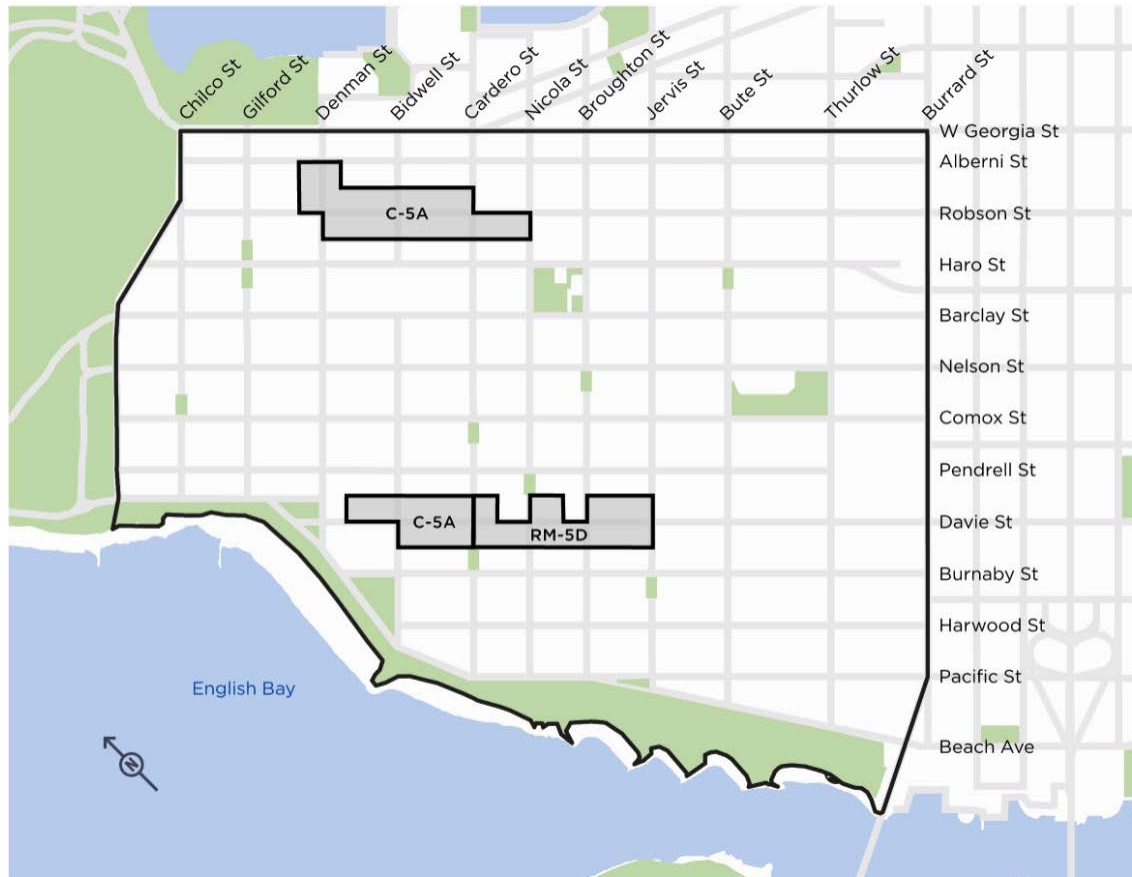 Chilco St
Gilford St
Denman St
Bidwell St
Cardero St
Nicola St
Broughton St
Jervis St
Bute St
Thurlow St
Burrard St
W Georgia St
Alberni St
C-5A
Robson St
Haro St
Barclay St
Nelson St
Comox St
Pendrell St
C-5A
Davie St
RM-5D
Burnaby St
Harwood St
Pacific St
English Bay
Beach Ave
N